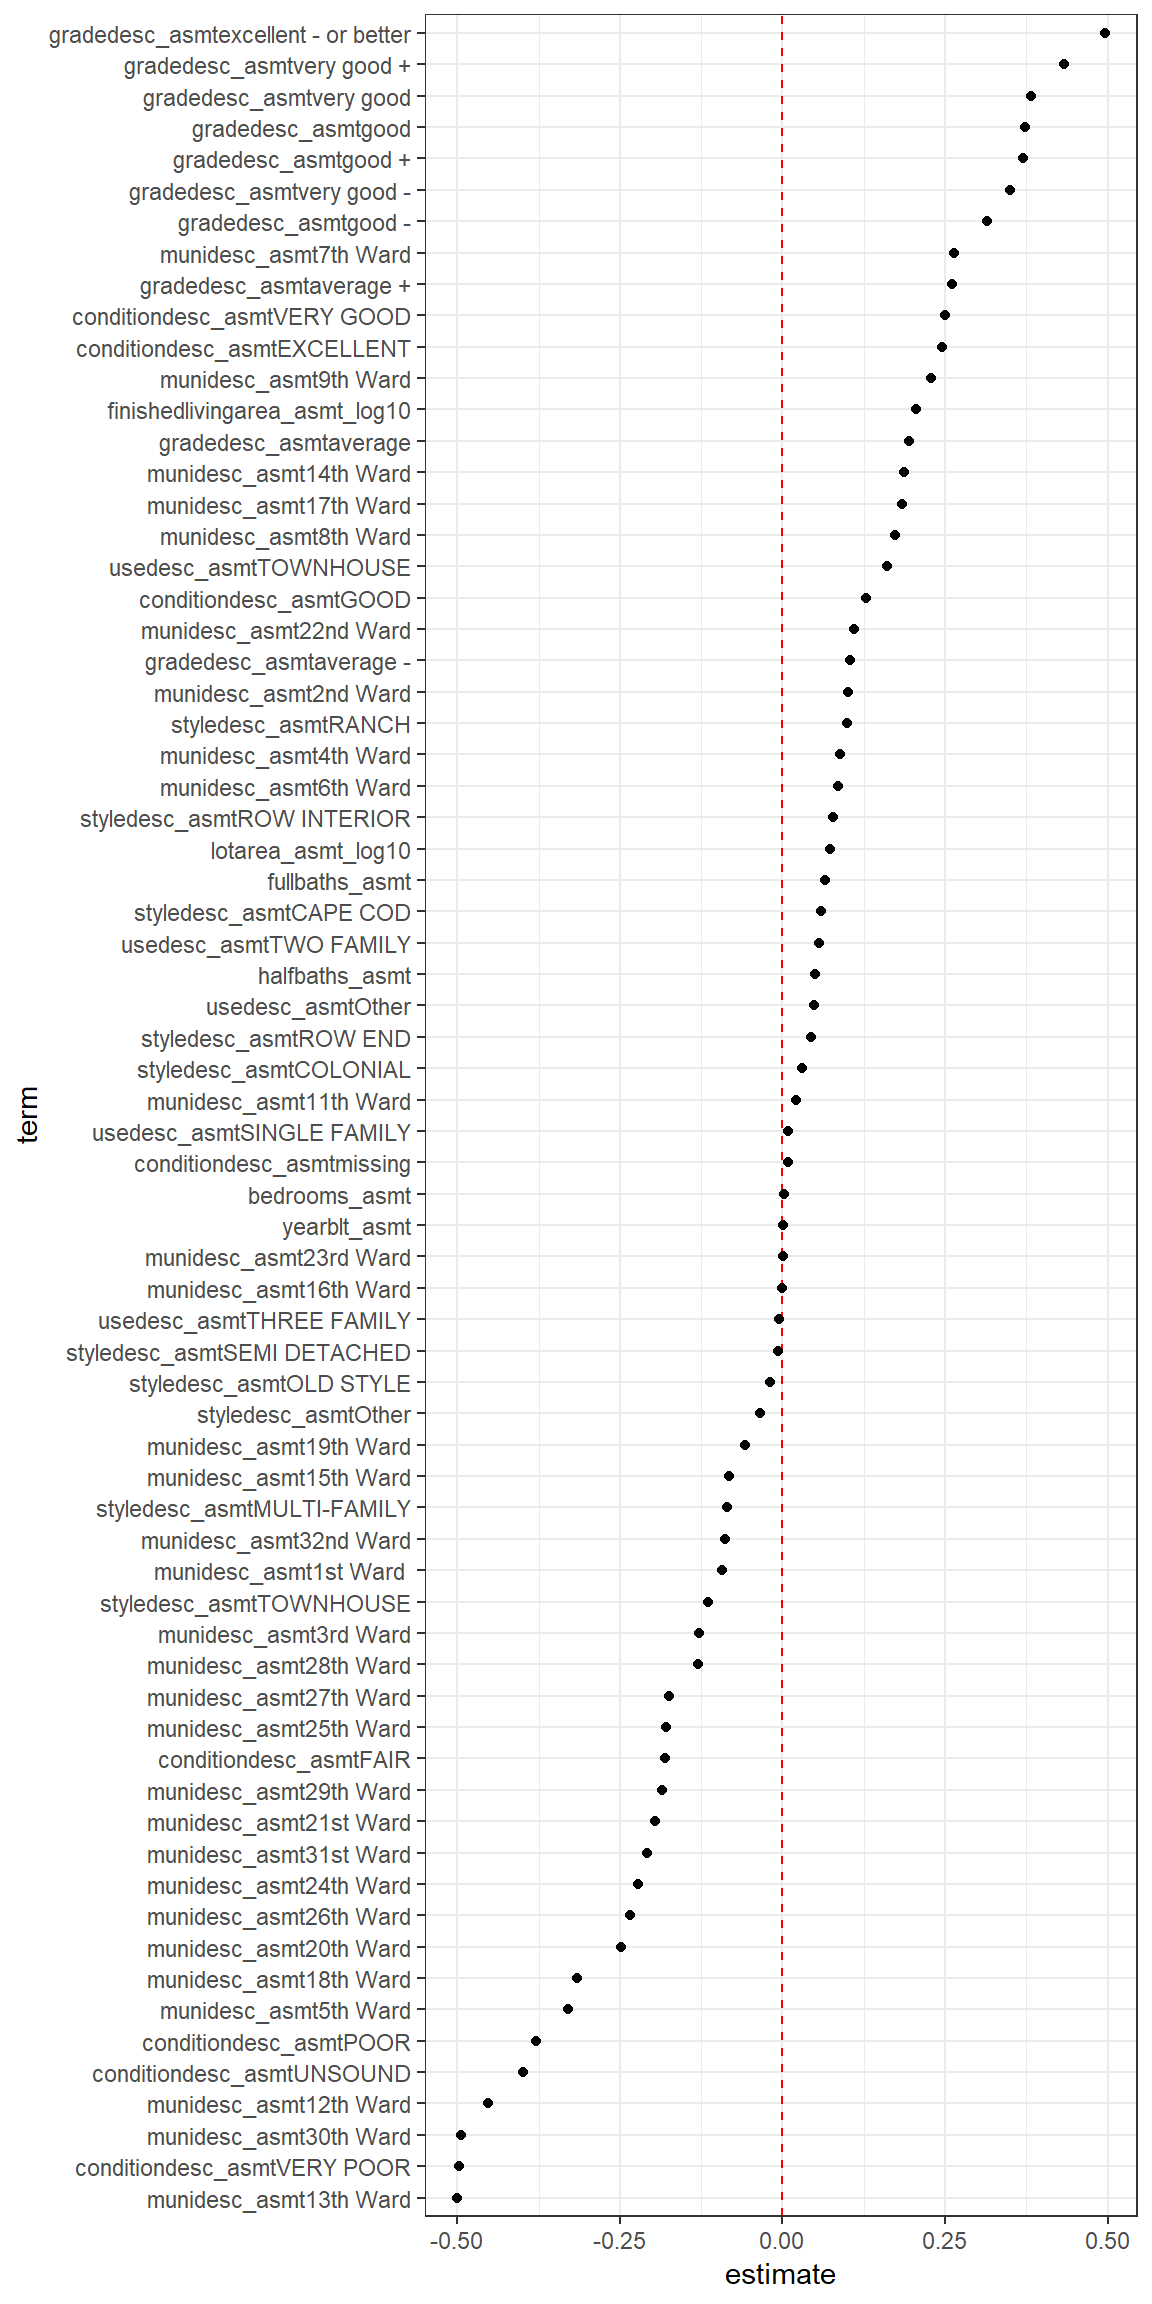 gradedesc_asmtexcellent - or better
gradedesc_asmtvery good +
gradedesc_asmtvery good
gradedesc_asmtgood
gradedesc_asmtgood +
gradedesc_asmtvery good -
gradedesc_asmtgood -
munidesc_asmt7th Ward
gradedesc_asmtaverage +
conditiondesc_asmtVERY GOOD
conditiondesc_asmtEXCELLENT
munidesc_asmt9th Ward
finishedlivingarea_asmt_log10
gradedesc_asmtaverage
munidesc_asmt14th Ward
munidesc_asmt17th Ward
munidesc_asmt8th Ward
usedesc_asmtTOWNHOUSE
conditiondesc_asmtGOOD
munidesc_asmt22nd Ward
gradedesc_asmtaverage -
munidesc_asmt2nd Ward
styledesc_asmtRANCH
munidesc_asmt4th Ward
munidesc_asmt6th Ward
styledesc_asmtROW INTERIOR
lotarea_asmt_log10
fullbaths_asmt
styledesc_asmtCAPE COD
usedesc_asmtTWO FAMILY
halfbaths_asmt
usedesc_asmtOther
styledesc_asmtROW END
styledesc_asmtCOLONIAL
munidesc_asmt11th Ward
usedesc_asmtSINGLE FAMILY
conditiondesc_asmtmissing
bedrooms_asmt
yearblt_asmt
munidesc_asmt23rd Ward
munidesc_asmt16th Ward
usedesc_asmtTHREE FAMILY
styledesc_asmtSEMI DETACHED
styledesc_asmtOLD STYLE
styledesc_asmtOther
munidesc_asmt19th Ward
munidesc_asmt15th Ward
styledesc_asmtMULTI-FAMILY
munidesc_asmt32nd Ward
munidesc_asmt1st Ward
styledesc_asmtTOWNHOUSE
munidesc_asmt3rd Ward
munidesc_asmt28th Ward
munidesc_asmt27th Ward
munidesc_asmt25th Ward
conditiondesc_asmtFAIR
munidesc_asmt29th Ward
munidesc_asmt21st Ward
munidesc_asmt31st Ward
munidesc_asmt24th Ward
munidesc_asmt26th Ward
munidesc_asmt20th Ward
munidesc_asmt18th Ward
munidesc_asmt5th Ward
conditiondesc_asmtPOOR
conditiondesc_asmtUNSOUND
munidesc_asmt12th Ward
munidesc_asmt30th Ward
conditiondesc_asmtVERY POOR
munidesc_asmt13th Ward
term
-0.50 -0.25 0.00 0.25 0.50
estimate